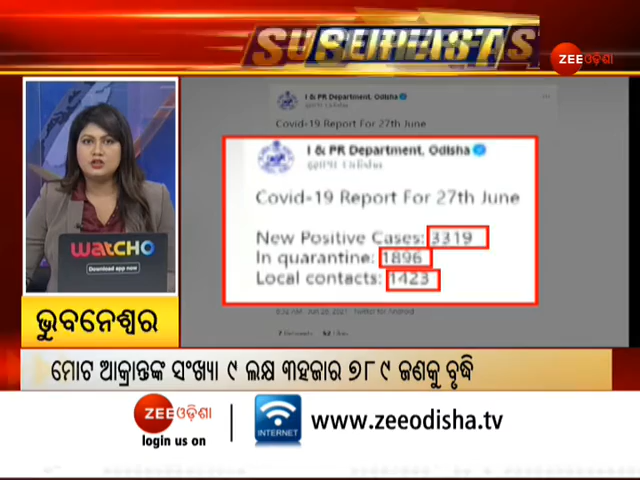 SUPERFAST
ZEE ଓଡ଼ିଶା
I & PR Department, Odisha
Covid-19 Report For 27th June
I & PR Department, Odisha
Covid-19 Report For 27th June
New Positive Cases: 3319
In quarantine: 1896
Local contacts: 1423
WATCHO
Download app now
ଭୁବନେଶ୍ୱର
ମୋଟ ଆକ୍ରାନ୍ତଙ୍କ ସଂଖ୍ୟା ୯ ଲକ୍ଷ ୩ହଜାର ୭୮୯ ଜଣକୁ ବୃଦ୍ଧି
ZEE ଓଡ଼ିଶା
login us on
INTERNET
www.zeeodisha.tv